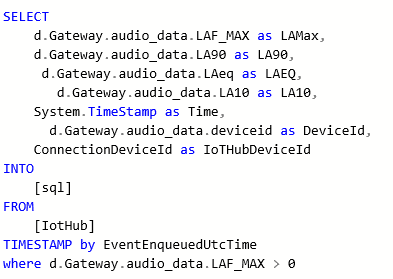 SELECT
d.Gateway.audio_data.LAF_MAX as LAMax,
d.Gateway.audio_data.LA90 as LA90,
d.Gateway.audio_data.LAeq as LAEQ,
d.Gateway.audio_data.LA10 as LA10,
System.TimeStamp as Time,
d.Gateway.audio_data.deviceid as DeviceId,
ConnectionDeviceId as IoTHubDeviceId
INTO
[sql]
FROM
[IotHub]
TIMESTAMP by EventEnqueuedUtcTime
where d.Gateway.audio_data.LAF_MAX > 0